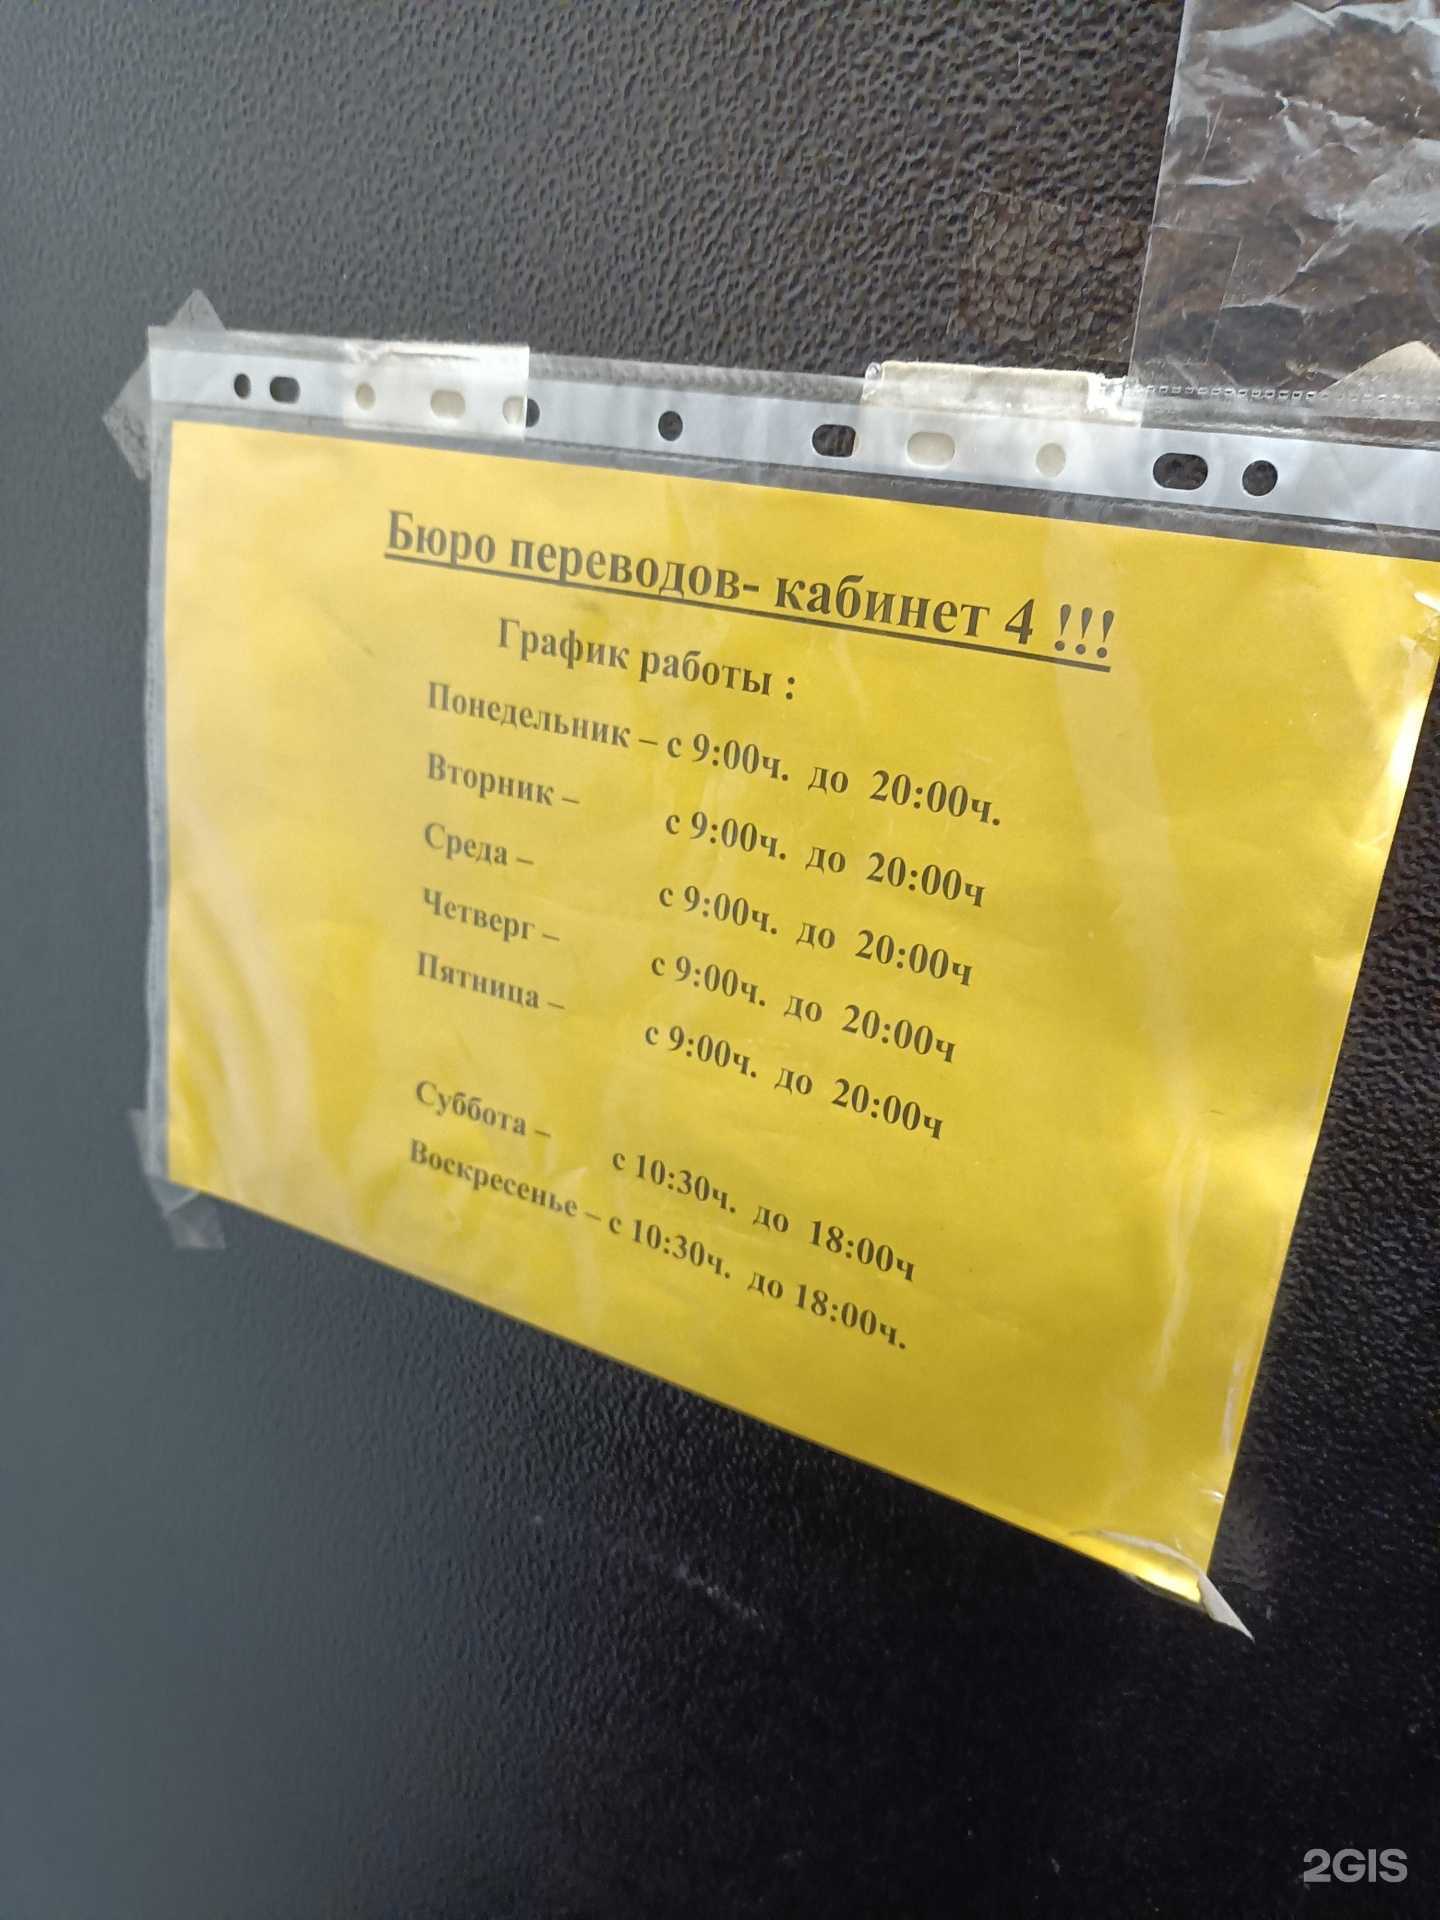 Бюро переводов- кабинет 4 !!!
График работы :
Понедельник – с 9:00ч. до 20:00ч.
Вторник – с 9:00ч. до 20:00ч
Среда – с 9:00ч. до 20:00ч
Четверг – с 9:00ч. до 20:00ч
Пятница – с 9:00ч. до 20:00ч
Суббота – с 10:30ч. до 18:00ч
Воскресенье – с 10:30ч. до 18:00ч.
2GIS